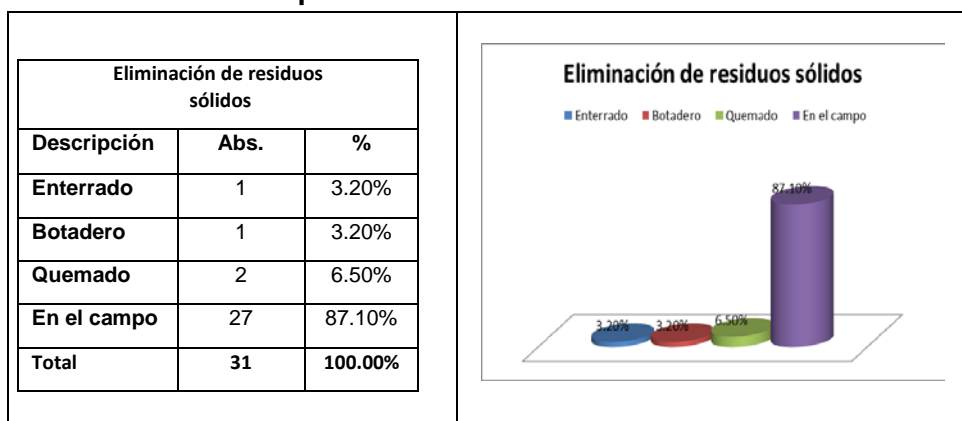 Eliminación de residuos
sólidos
Descripción Abs. %
Enterrado 1 3.20%
Botadero 1 3.20%
Quemado 2 6.50%
En el campo 27 87.10%
Total 31 100.00%
Eliminación de residuos sólidos
Enterrado Botadero Quemado En el campo
87.10%
3.20% 3.20% 6.50%